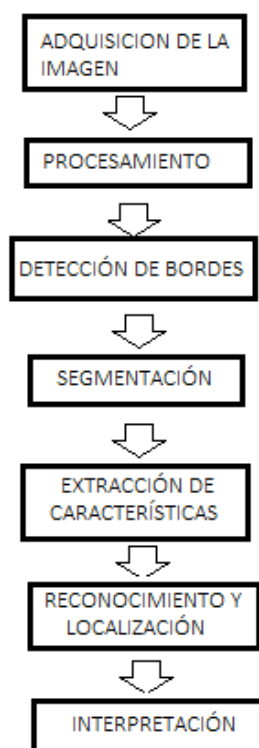 ADQUISICION DE LA
IMAGEN
PROCESAMIENTO
DETECCIÓN DE BORDES
SEGMENTACIÓN
EXTRACCIÓN DE
CARACTERÍSTICAS
RECONOCIMIENTO Y
LOCALIZACIÓN
INTERPRETACIÓN